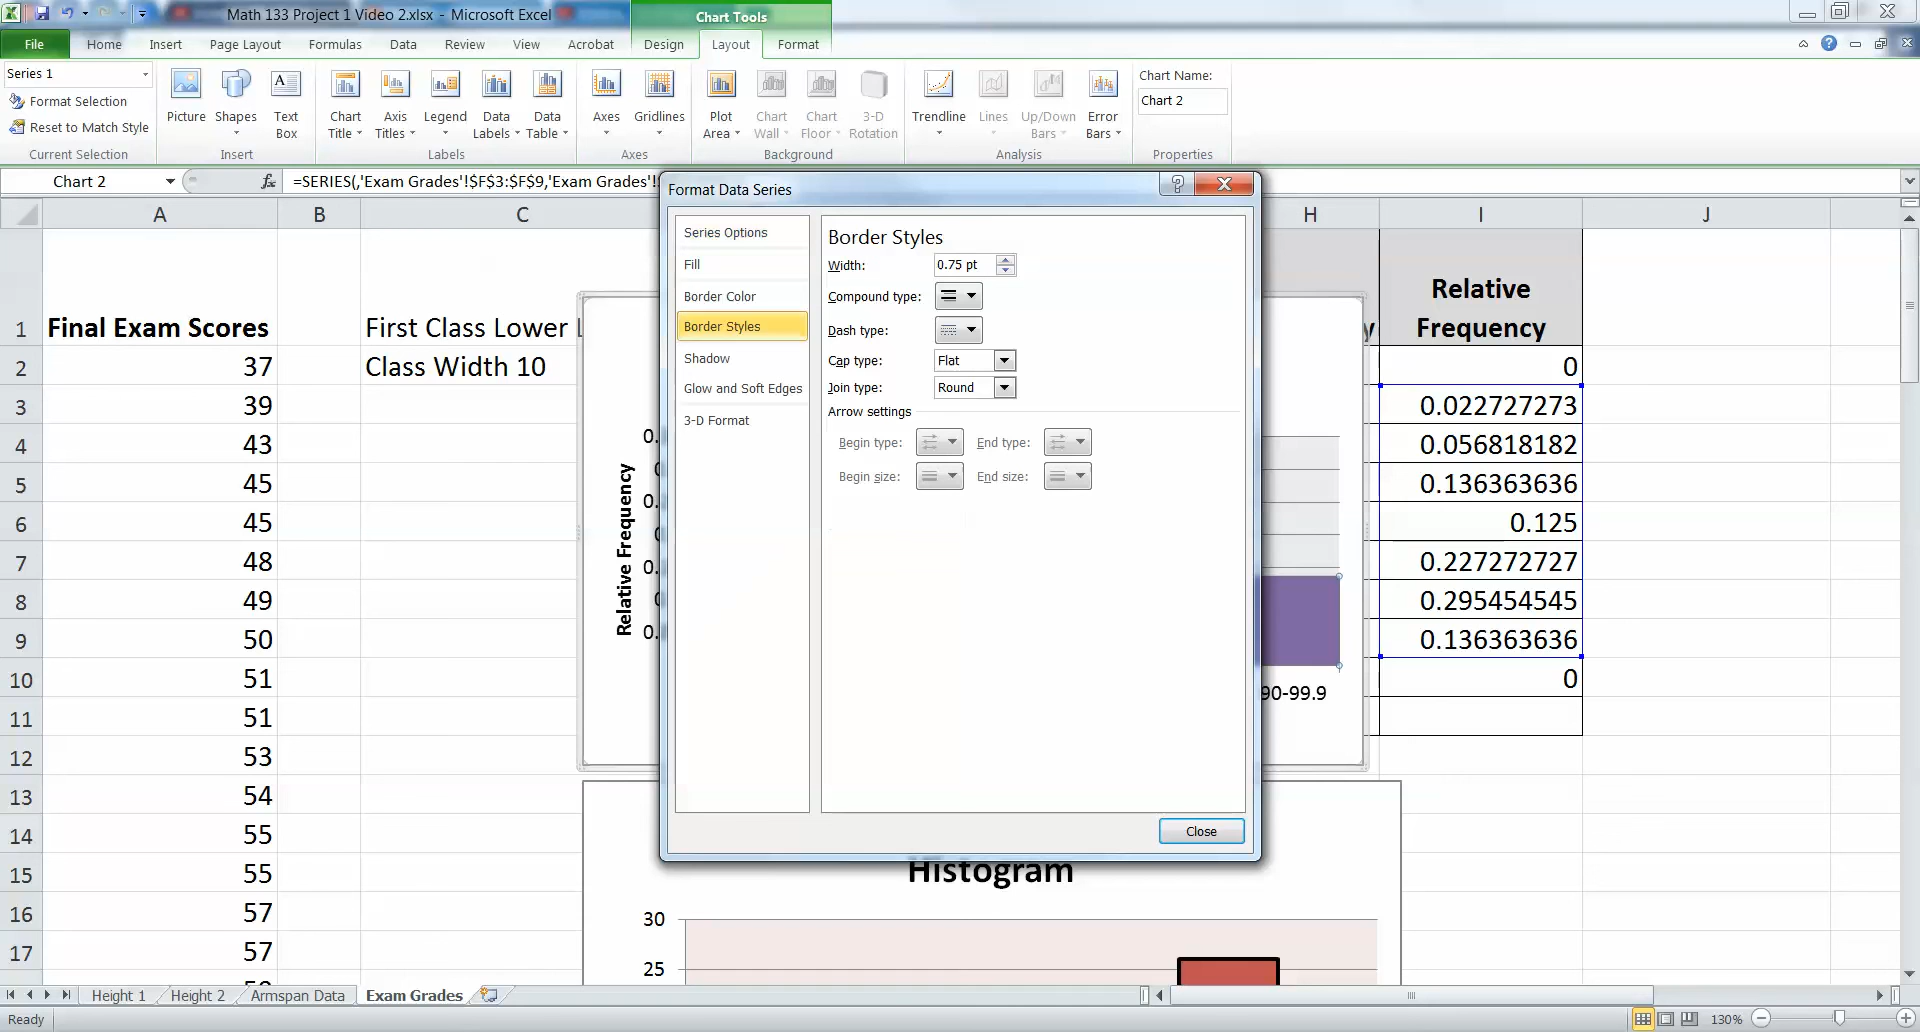 Math 133 Project 1 Video 2.xlsx - Microsoft Excel
Chart Tools
File Home Insert Page Layout Formulas Data Review View Acrobat Design Layout Format
Series 1
Format Selection
Reset to Match Style
Current Selection
Picture Shapes Text Box
Insert
Chart Title Axis Titles Legend Data Labels Data Table
Labels
Axes Gridlines
Axes
Plot Area Chart Wall Chart Floor 3-D Rotation
Background
Trendline Lines Up/Down Bars Error Bars
Analysis
Chart Name:
Chart 2
Properties
Chart 2 fx =SERIES(,'Exam Grades'!$F$3:$F$9,'Exam Grades'!
A B C H I J
1 Final Exam Scores First Class Lower Relative Frequency
2 37 Class Width 10 0
3 39 0.022727273
4 43 0.056818182
5 45 0.136363636
6 45 0.125
7 48 0.227272727
8 49 0.295454545
9 50 0.136363636
10 51 0
11 51
12 53
13 54
14 55
15 55
16 57
17 57
Format Data Series
Series Options
Fill
Border Color
Border Styles
Shadow
Glow and Soft Edges
3-D Format
Border Styles
Width: 0.75 pt
Compound type:
Dash type:
Cap type: Flat
Join type: Round
Arrow settings
Begin type: End type:
Begin size: End size:
Close
Relative Frequency
90-99.9
Histogram
30
25
Height 1 Height 2 Armspan Data Exam Grades
Ready 130%